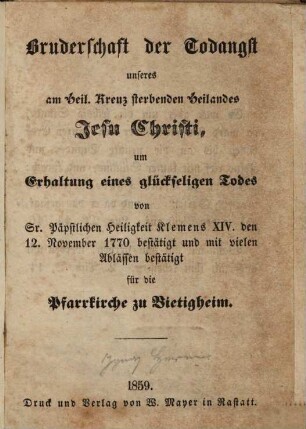 Bruderschaft der Todangst
unseres
am Heil. Kreuz sterbenden Heilandes
Jesu Christi,
um
Erhaltung eines glückseligen Todes
von
Sr. Päpstlichen Heiligkeit Klemens XIV. den
12. November 1770 bestätigt und mit vielen
Ablässen bestätigt
für die
Pfarrkirche zu Bietigheim.
1859.
Druck und Verlag von W. Mayer in Rastatt.